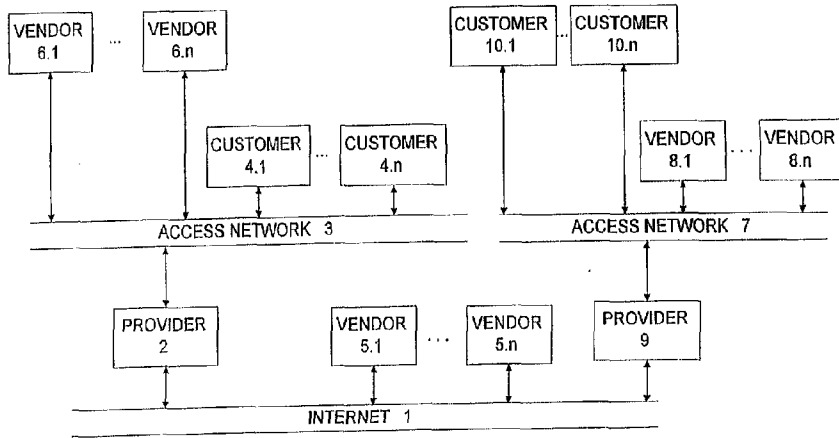 VENDOR
6.1
...
VENDOR
6.n
CUSTOMER
10.1
...
CUSTOMER
10.n
CUSTOMER
4.1
...
CUSTOMER
4.n
VENDOR
8.1
...
VENDOR
8.n
ACCESS NETWORK 3
ACCESS NETWORK 7
PROVIDER
2
VENDOR
5.1
...
VENDOR
5.n
PROVIDER
9
INTERNET 1